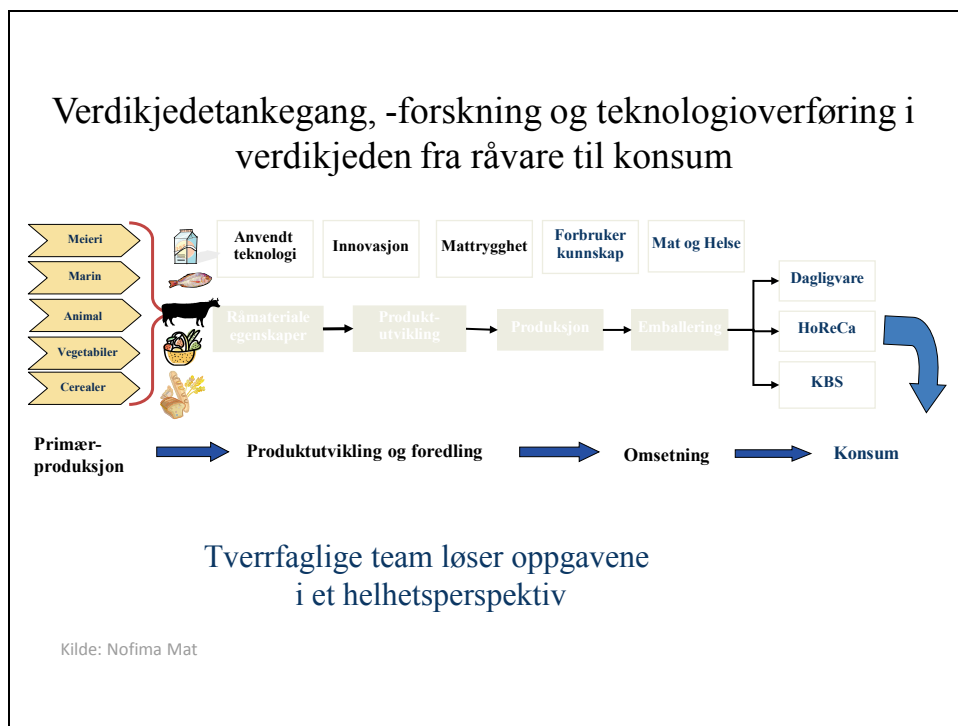 Verdikjedetankegang, -forskning og teknologioverføring i
verdikjeden fra råvare til konsum
Meieri
Marin
Animal
Vegetabiler
Cerealer
Anvendt
teknologi
Innovasjon
Mattrygghet
Forbruker
kunnskap
Mat og Helse
Råmateriale
egenskaper
Produkt-
utvikling
Produksjon
Emballering
Dagligvare
HoReCa
KBS
Primær-
produksjon
Produktutvikling og foredling
Omsetning
Konsum
Tverrfaglige team løser oppgavene
i et helhetsperspektiv
Kilde: Nofima Mat